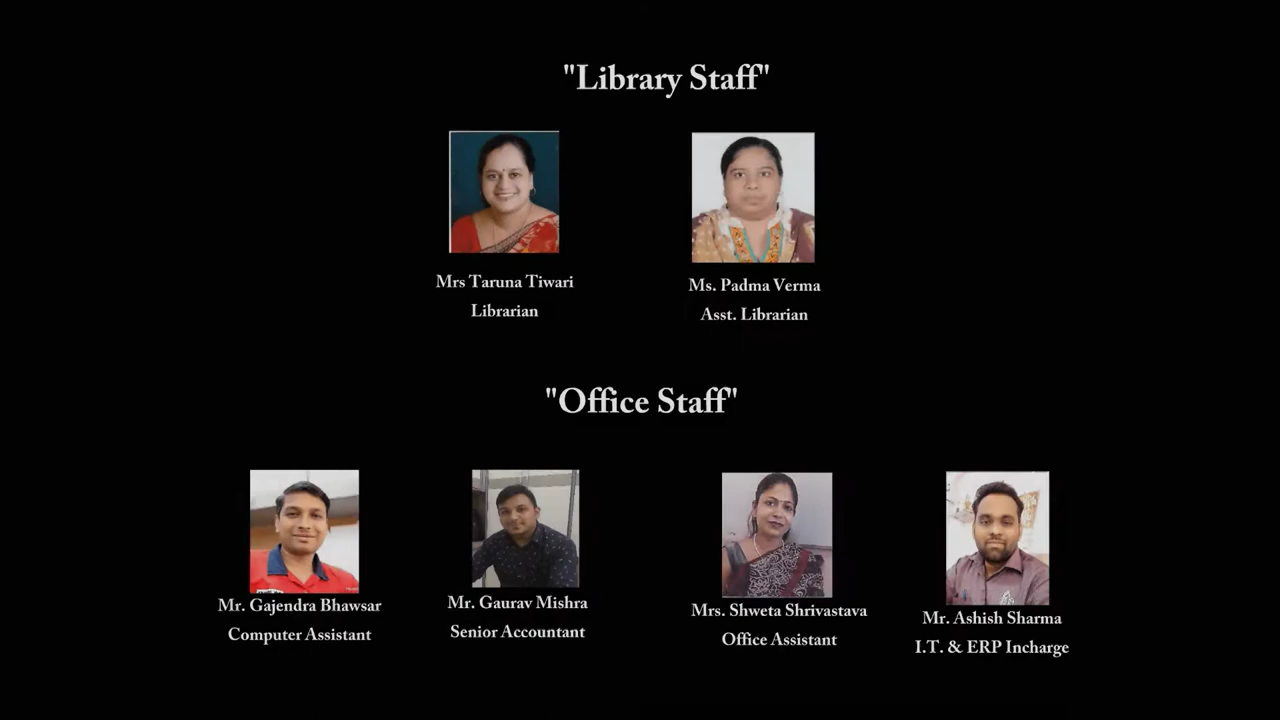 "Library Staff"
Mrs Taruna Tiwari
Librarian
Ms. Padma Verma
Asst. Librarian
"Office Staff"
Mr. Gajendra Bhawsar
Computer Assistant
Mr. Gaurav Mishra
Senior Accountant
Mrs. Shweta Shrivastava
Office Assistant
Mr. Ashish Sharma
I.T. & ERP Incharge